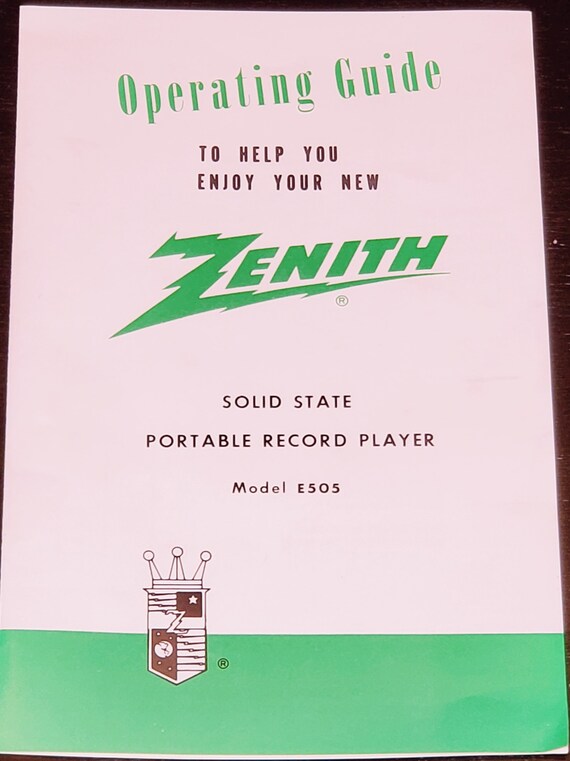 Operating Guide
TO HELP YOU
ENJOY YOUR NEW
ZENITH
®
SOLID STATE
PORTABLE RECORD PLAYER
Model E505
Z
®